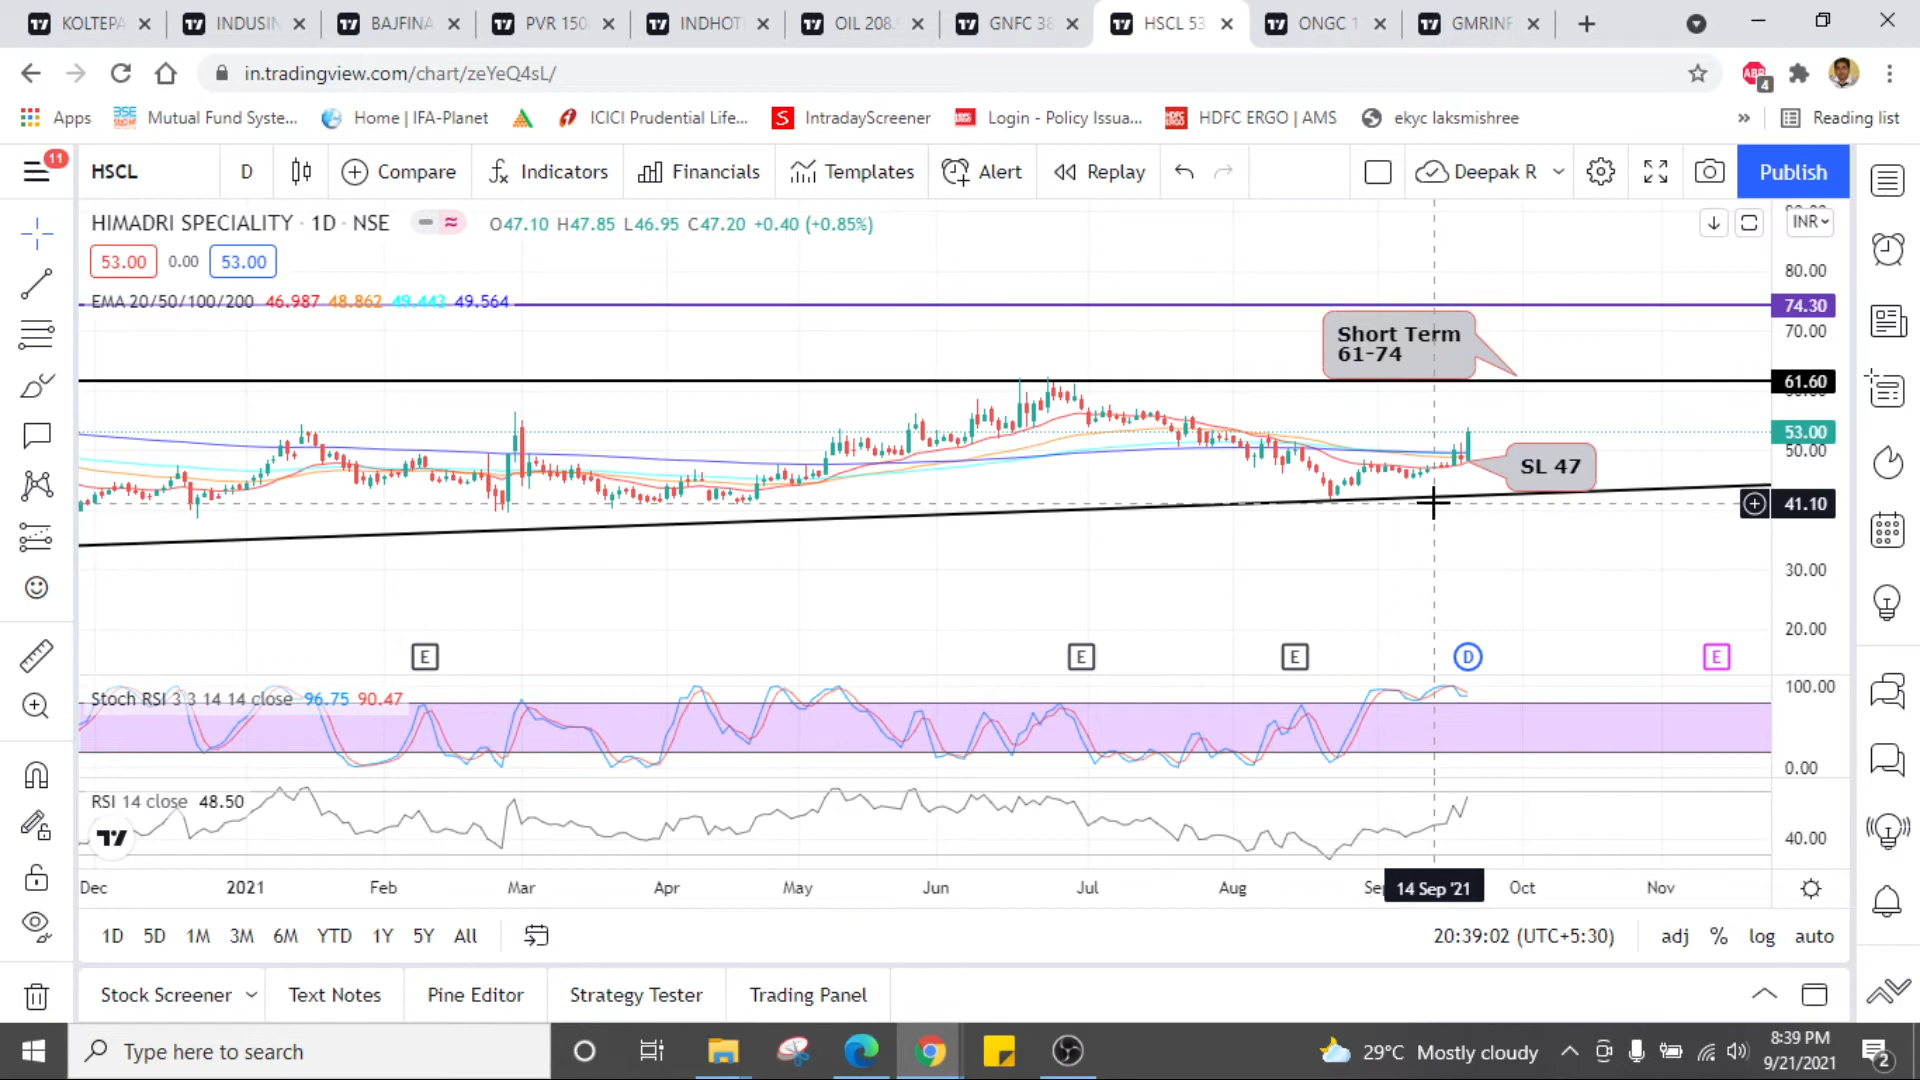 KOLTEPA INDUSIN BAJFINA PVR 150 INDHOT OIL 208. GNFC 38 HSCL 53 ONGC 1 GMRINF
in.tradingview.com/chart/zeYeQ4sL/
ABP 4
Apps Mutual Fund Syste... Home | IFA-Planet ICICI Prudential Life... IntradayScreener Login - Policy Issua... HDFC ERGO | AMS ekyc laksmishree » Reading list
11 HSCL D Compare Indicators Financials Templates Alert Replay Deepak R Publish
HIMADRI SPECIALITY · 1D · NSE O47.10 H47.85 L46.95 C47.20 +0.40 (+0.85%) INR
53.00 0.00 53.00
80.00
EMA 20/50/100/200 46.987 48.862 49.443 49.564
74.30
70.00
Short Term
61-74
61.60
53.00
50.00
SL 47
41.10
30.00
20.00
E E E D E
Stoch RSI 3 3 14 14 close 96.75 90.47
100.00
0.00
RSI 14 close 48.50
40.00
Dec 2021 Feb Mar Apr May Jun Jul Aug Sep 14 Sep '21 Oct Nov
1D 5D 1M 3M 6M YTD 1Y 5Y All 20:39:02 (UTC+5:30) adj % log auto
Stock Screener Text Notes Pine Editor Strategy Tester Trading Panel
Type here to search 29°C Mostly cloudy 8:39 PM
9/21/2021 2